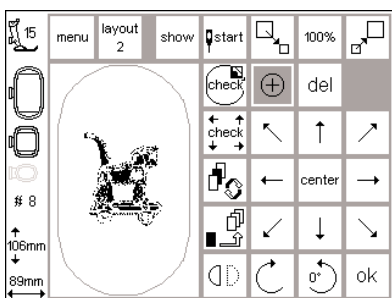 15 menu layout 2 show start 100%
check del
check
center
# 8
106mm
89mm 0° ok